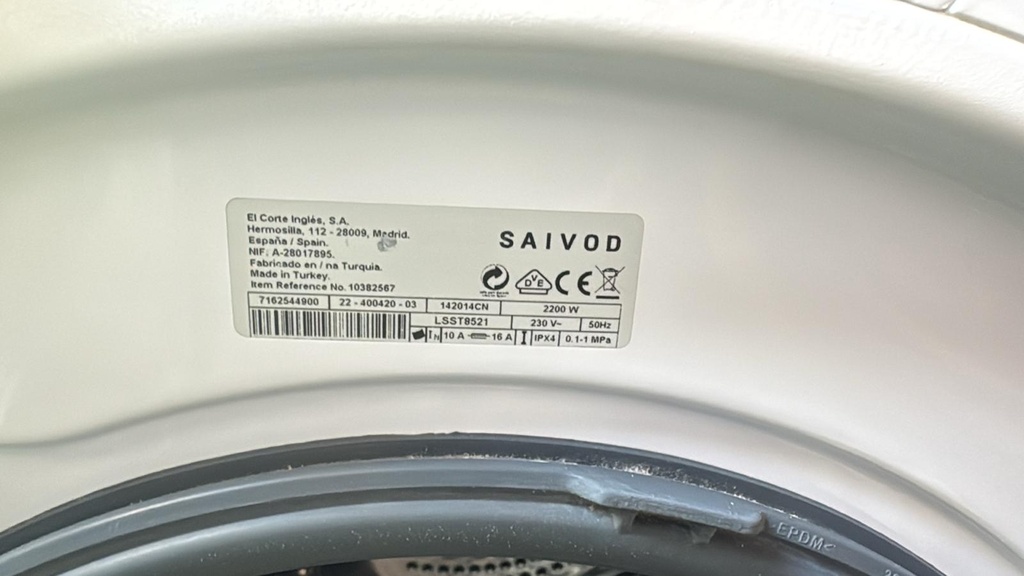 El Corte Inglés, S.A.
Hermosilla, 112 - 28009, Madrid.
España / Spain.
NIF: A-28017895.
Fabricado en / na Turquia.
Made in Turkey.
Item Reference No. 10382567
SAIVOD
DVE CE
7162544900 22 - 400420 - 03 142014CN 2200 W
LSST8521 230 V~ 50Hz
IN 10 A 16 A IPX4 0.1-1 MPa
EPDM<